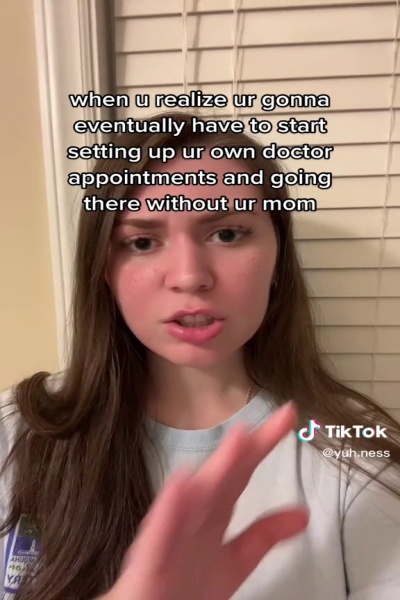 when u realize ur gonna
eventually have to start
setting up ur own doctor
appointments and going
there without ur mom
TikTok
@yuh.ness